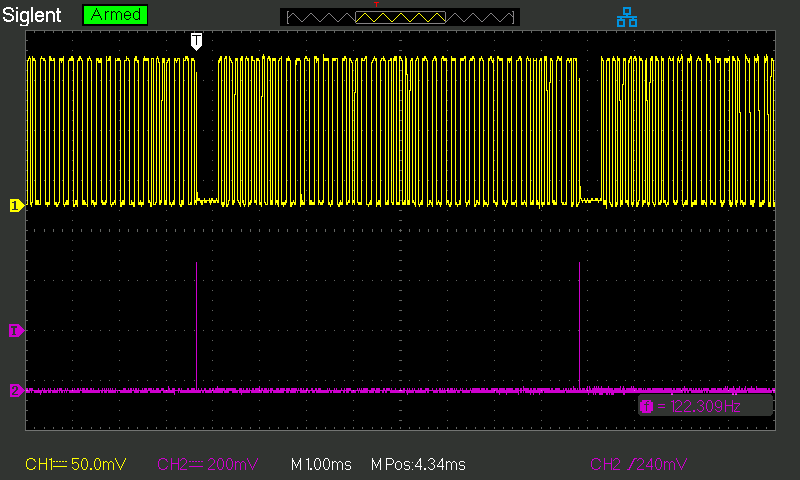 Siglent Armed
T
1
T
2
T = 122.309Hz
CH1 50.0mV CH2 200mV M 1.00ms M Pos:4.34ms CH2 /240mV